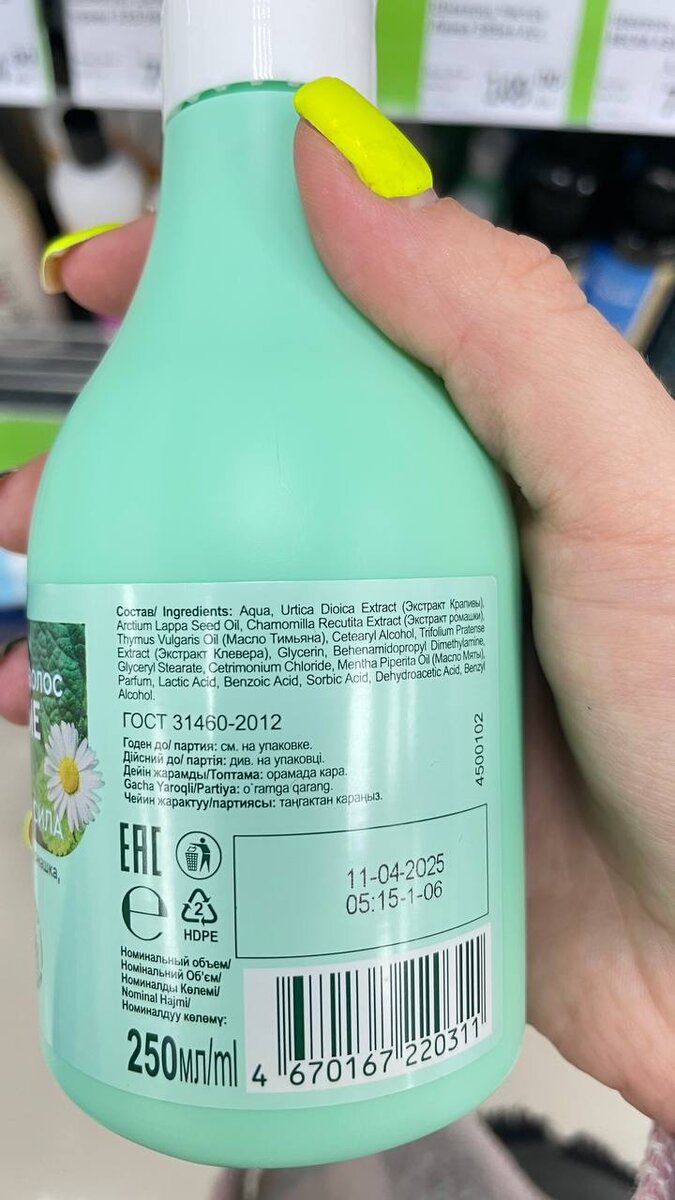 Состав/ Ingredients: Aqua, Urtica Dioica Extract (Экстракт Крапивы),
Arctium Lappa Seed Oil, Chamomilla Recutita Extract (Экстракт ромашки),
Thymus Vulgaris Oil (Масло Тимьяна), Cetearyl Alcohol, Trifolium Pratense
Extract (Экстракт Клевера), Glycerin, Behenamidopropyl Dimethylamine,
Glyceryl Stearate, Cetrimonium Chloride, Mentha Piperita Oil (Масло Мяты),
Parfum, Lactic Acid, Benzoic Acid, Sorbic Acid, Dehydroacetic Acid, Benzyl
Alcohol.
ГОСТ 31460-2012
Годен до/ партия: см. на упаковке.
Дійсний до/ партія: див. на упаковці.
Дейін жарамды/Топтама: орамада қара.
Gacha Yaroqli/Partiya: o`ramga qarang.
Чейин жарактуу/партиясы: таңгактан караңыз.
4500102
СИЛА
EAC
11-04-2025
05:15-1-06
2
HDPE
Номинальный объем/
Номінальний Об'єм/
Номиналды Көлемі/
Nominal Hajmi/
Номиналдуу көлөмү:
250мл/ml
4 670167 220311